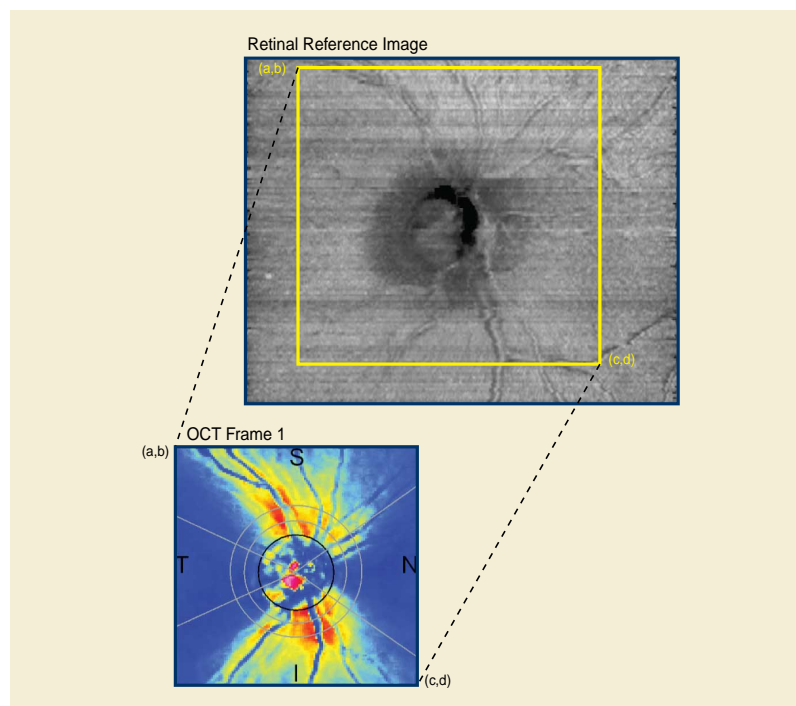 Retinal Reference Image
(a,b)
(c,d)
OCT Frame 1
(a,b)
S
T
N
I
(c,d)